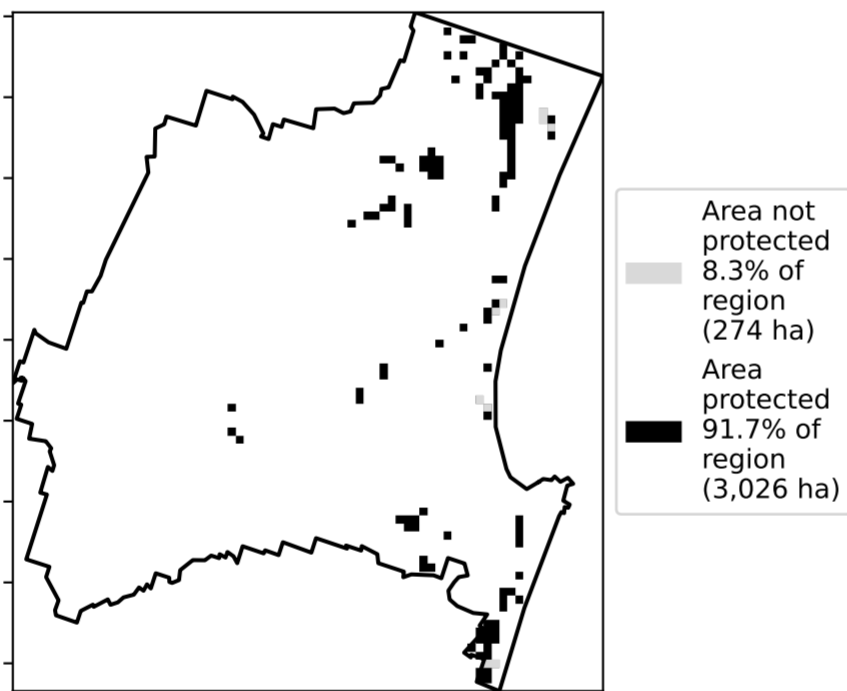 Area not
protected
8.3% of
region
(274 ha)
Area
protected
91.7% of
region
(3,026 ha)